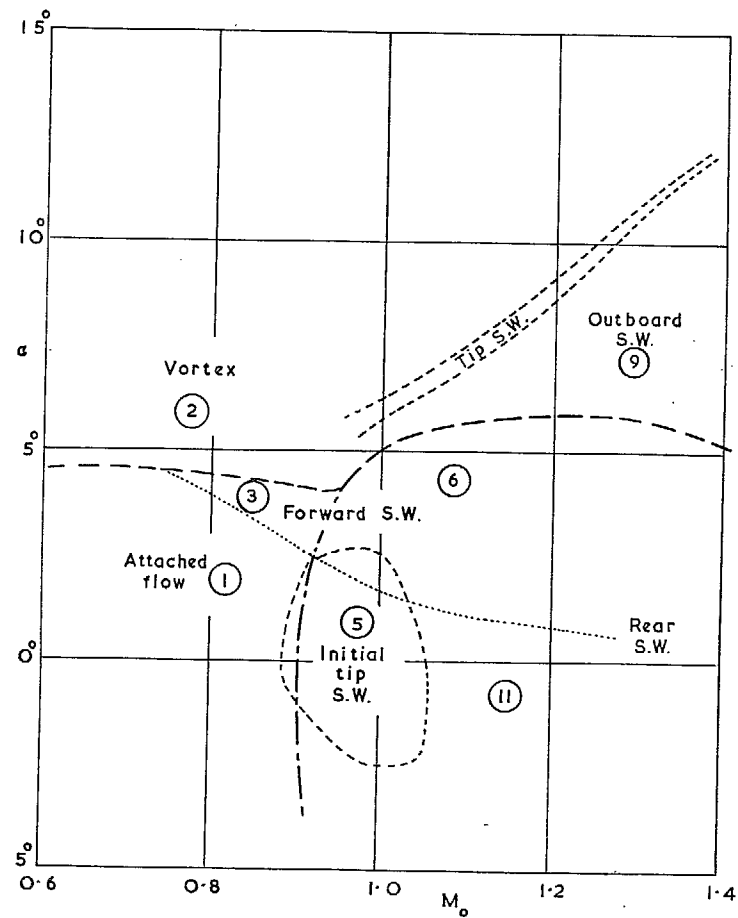 15°
10°
α
Tip S.W.
Outboard
S.W.
9
Vortex
2
5°
3
Forward S.W.
6
Attached
flow
1
5
Initial
tip
S.W.
Rear
S.W.
0°
11
5°
0·6
0·8
1·0
M₀
1·2
1·4